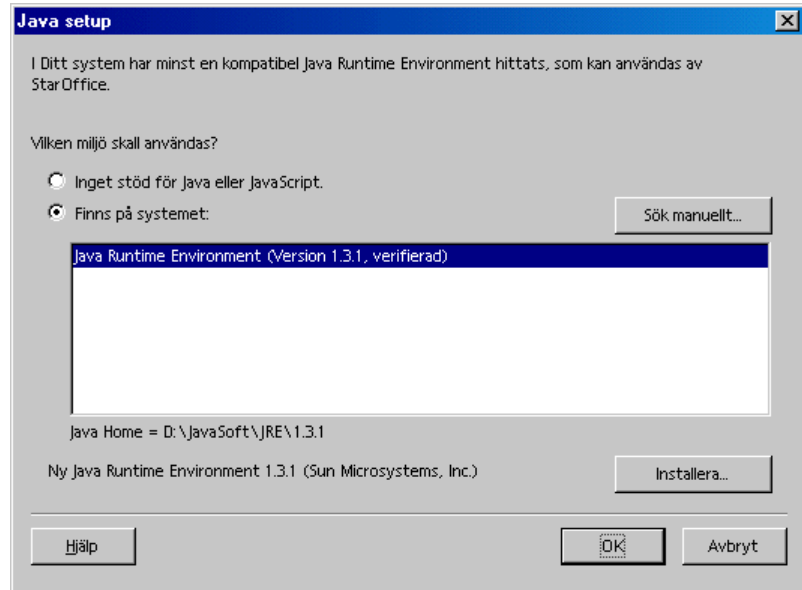 Java setup
I Ditt system har minst en kompatibel Java Runtime Environment hittats, som kan användas av
StarOffice.
Vilken miljö skall användas?
Inget stöd för Java eller JavaScript.
Finns på systemet:
Sök manuellt...
Java Runtime Environment (Version 1.3.1, verifierad)
Java Home = D:\JavaSoft\JRE\1.3.1
Ny Java Runtime Environment 1.3.1 (Sun Microsystems, Inc.)
Installera...
Hjälp
OK
Avbryt